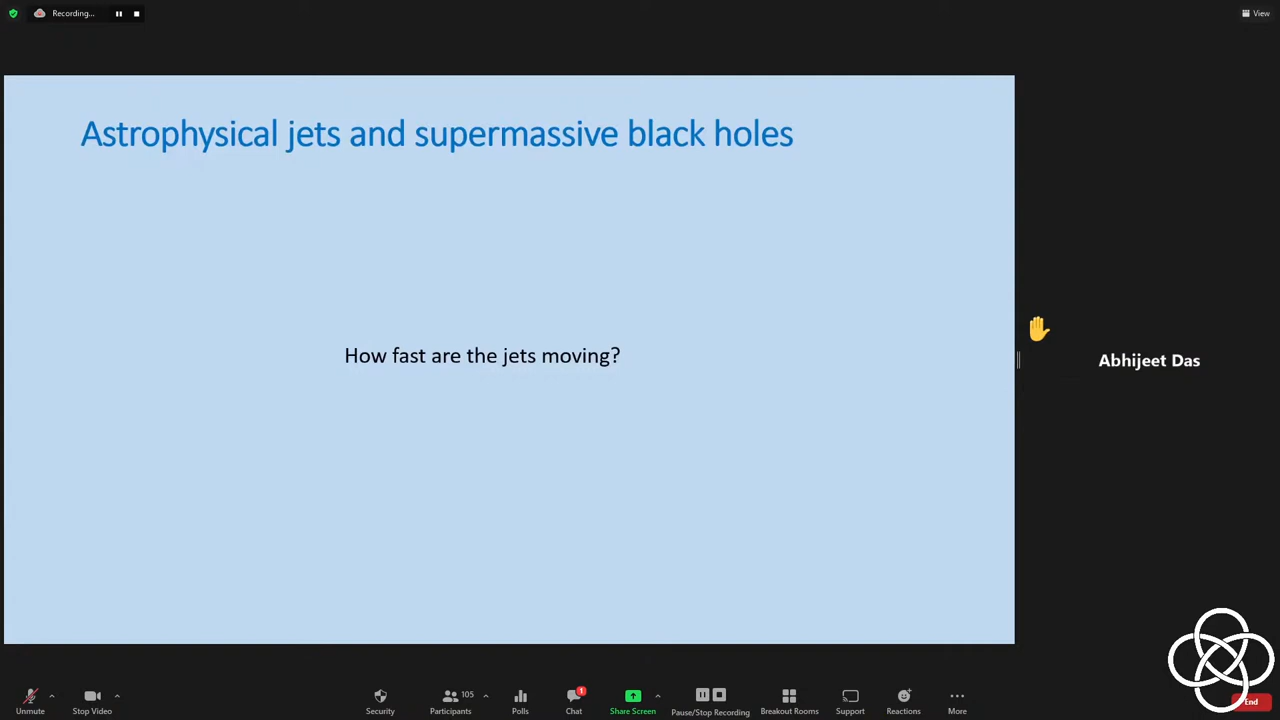 Recording...
View
Astrophysical jets and supermassive black holes
How fast are the jets moving?
Abhijeet Das
Unmute
Stop Video
Security
105
Participants
Polls
1
Chat
Share Screen
Pause/Stop Recording
Breakout Rooms
Support
Reactions
More
End